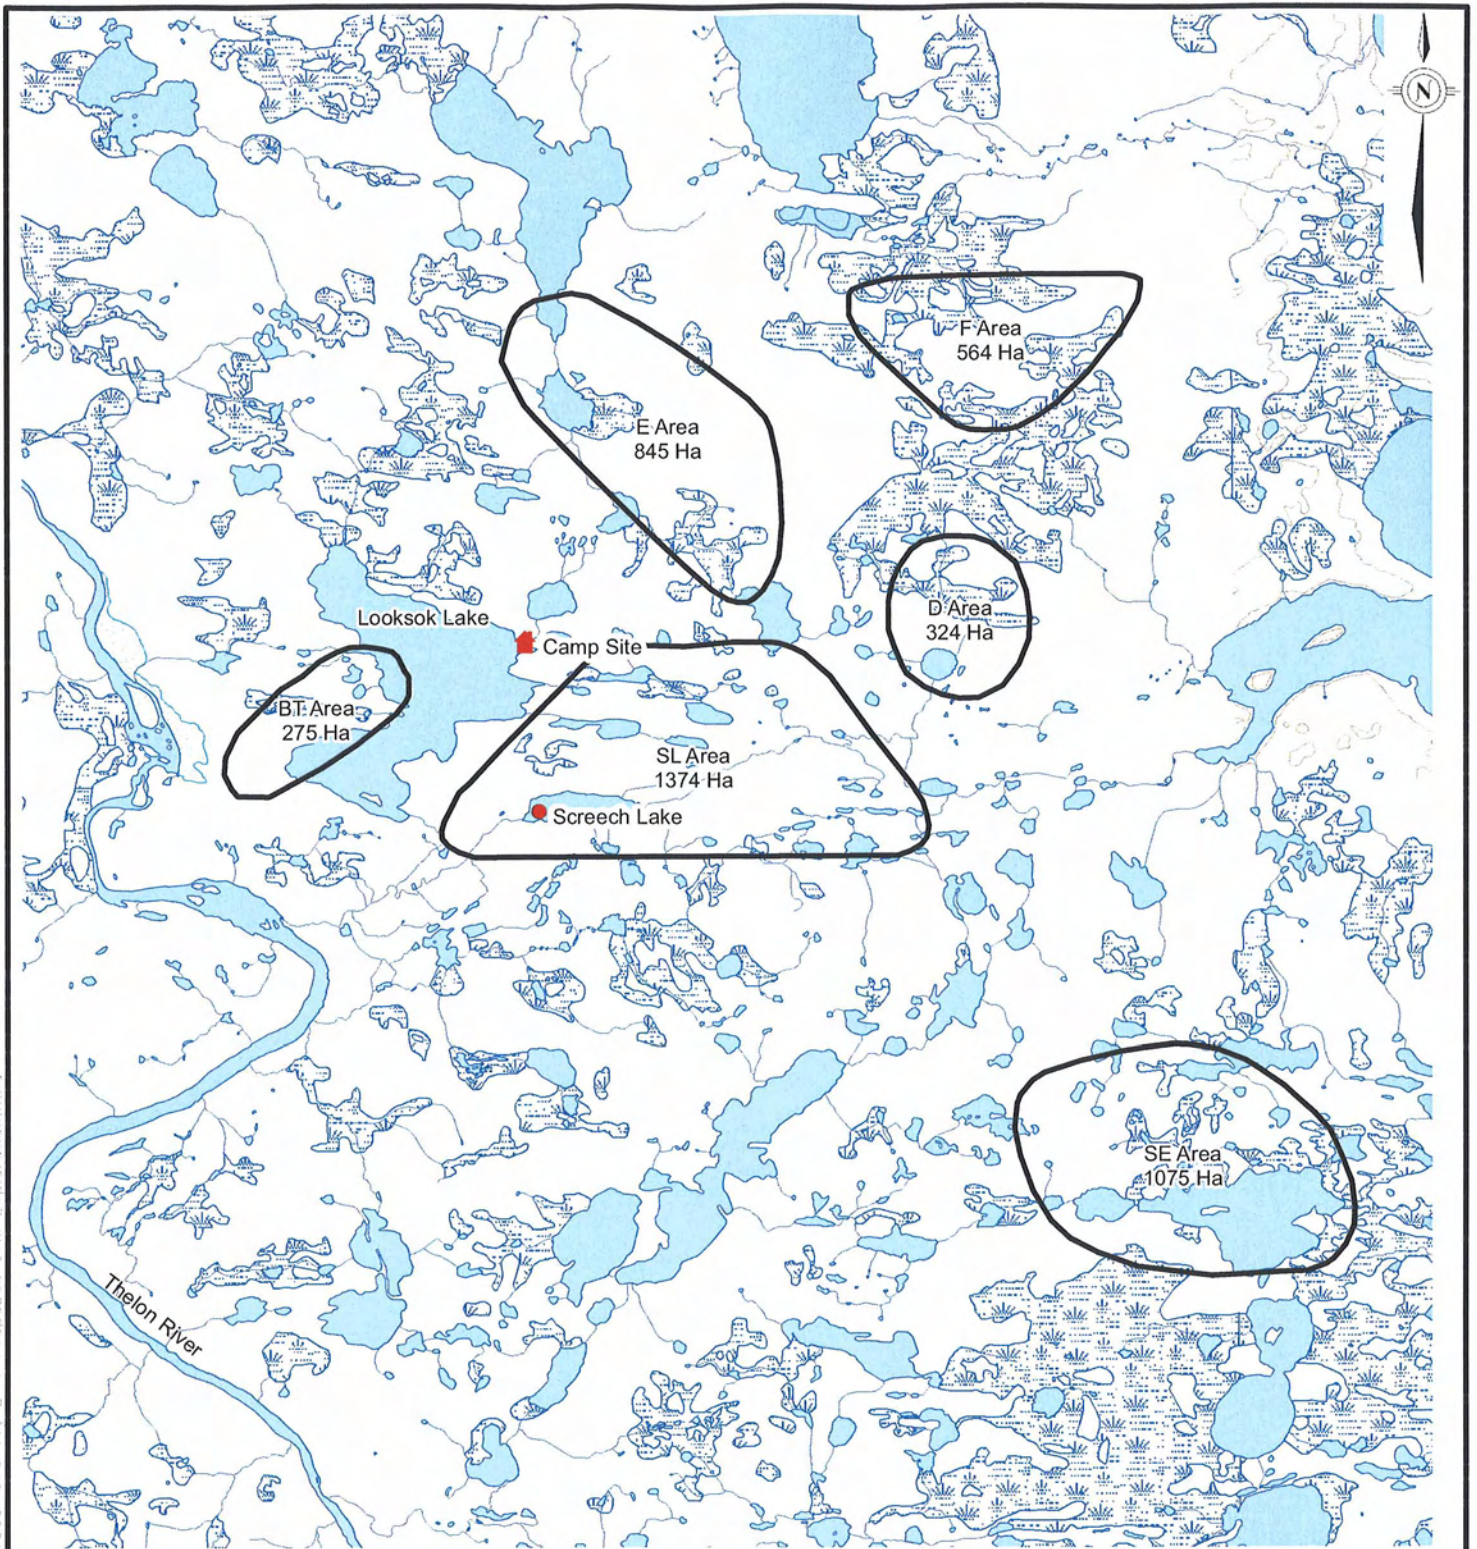 N
F Area
564 Ha
E Area
845 Ha
D Area
324 Ha
Looksok Lake
Camp Site
BT Area
275 Ha
SL Area
1374 Ha
Screech Lake
SE Area
1075 Ha
Thelon River